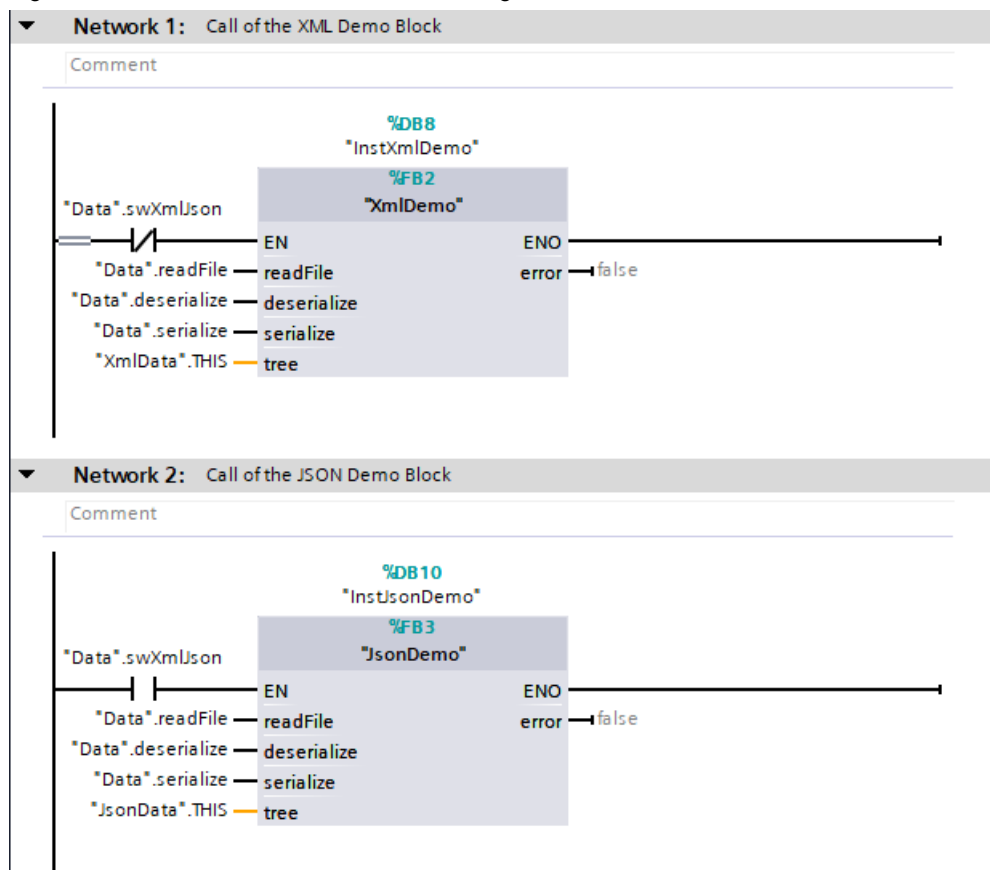 Network 1: Call of the XML Demo Block
Comment
%DB8
"InstXmlDemo"
%FB2
"XmlDemo"
"Data".swXmlJson
EN ENO
"Data".readFile readFile error false
"Data".deserialize deserialize
"Data".serialize serialize
"XmlData".THIS tree
Network 2: Call of the JSON Demo Block
Comment
%DB10
"InstJsonDemo"
%FB3
"JsonDemo"
"Data".swXmlJson
EN ENO
"Data".readFile readFile error false
"Data".deserialize deserialize
"Data".serialize serialize
"JsonData".THIS tree